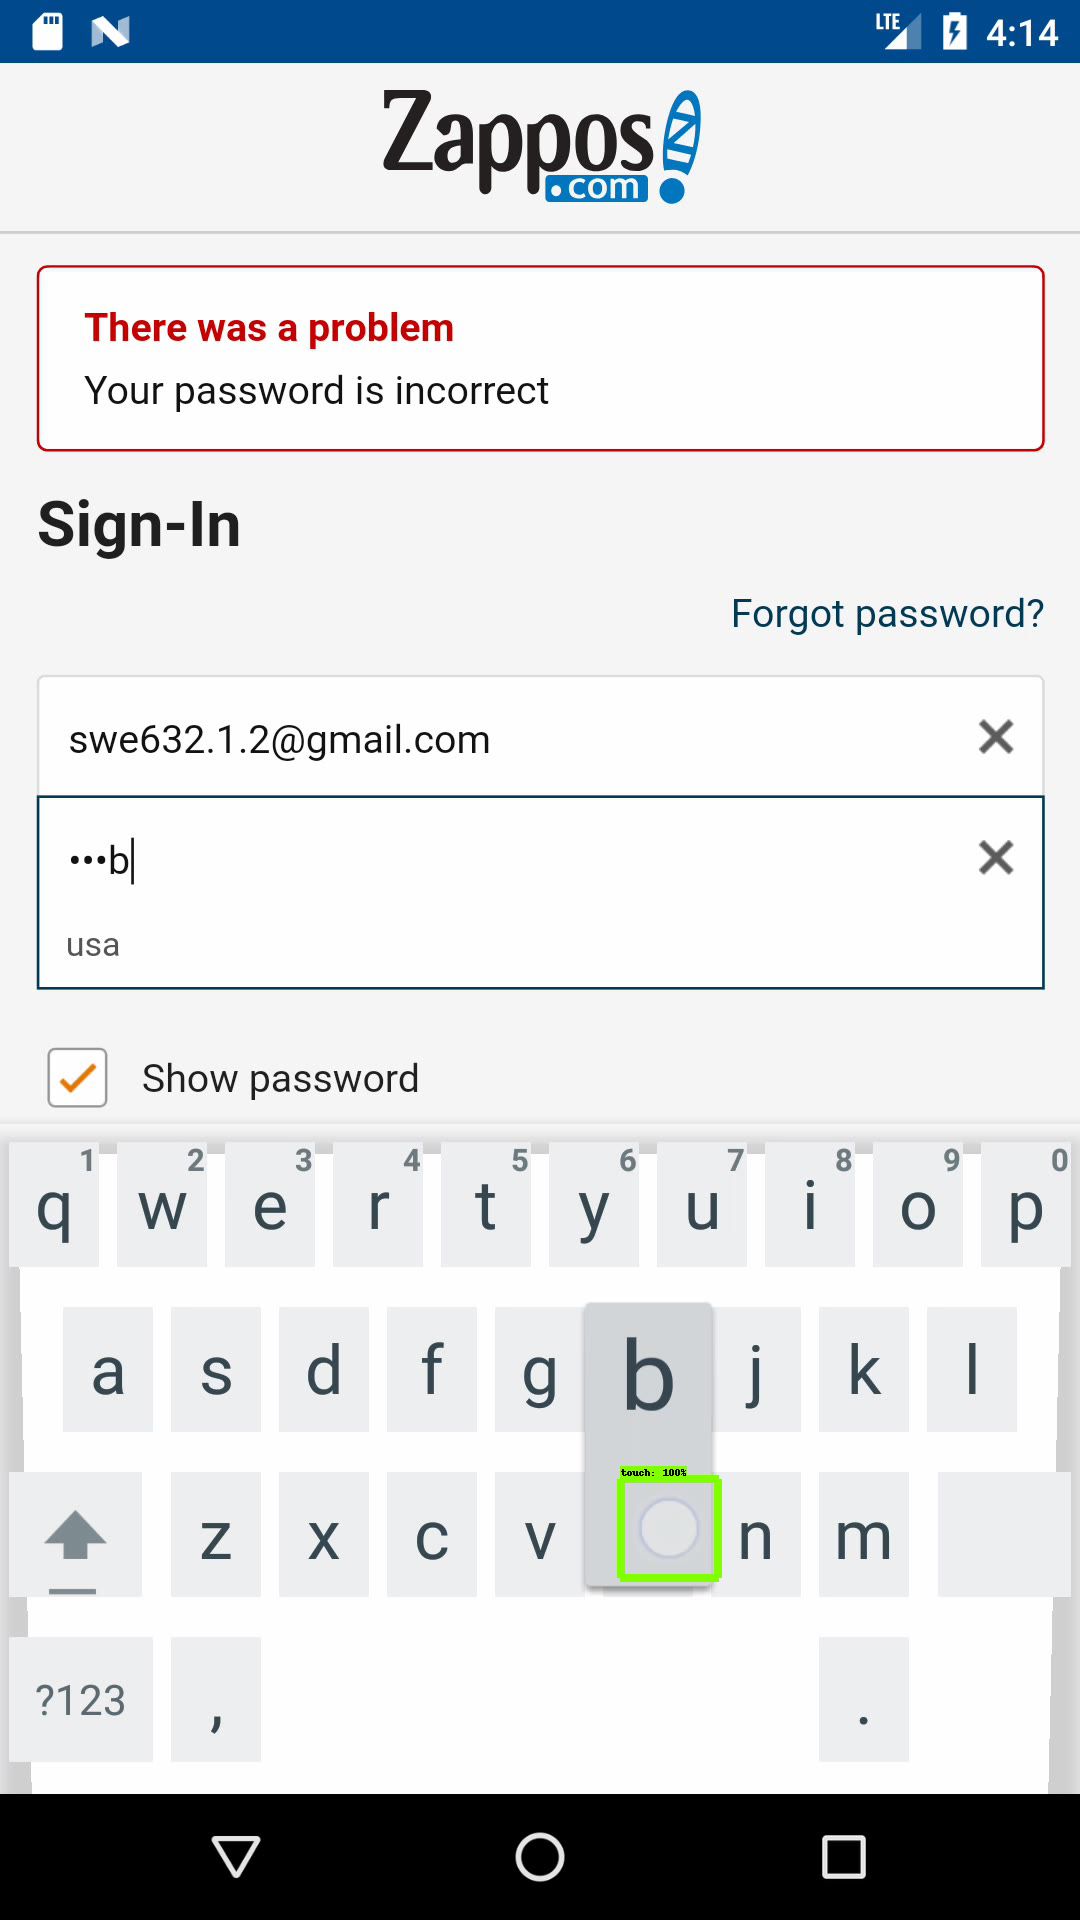 LTE 4:14
Zappos
.com
There was a problem
Your password is incorrect
Sign-In
Forgot password?
swe632.1.2@gmail.com
•••b
usa
Show password
1 2 3 4 5 6 7 8 9 0
q w e r t y u i o p
a s d f g b j k l
touch: 100%
z x c v n m
?123 , .